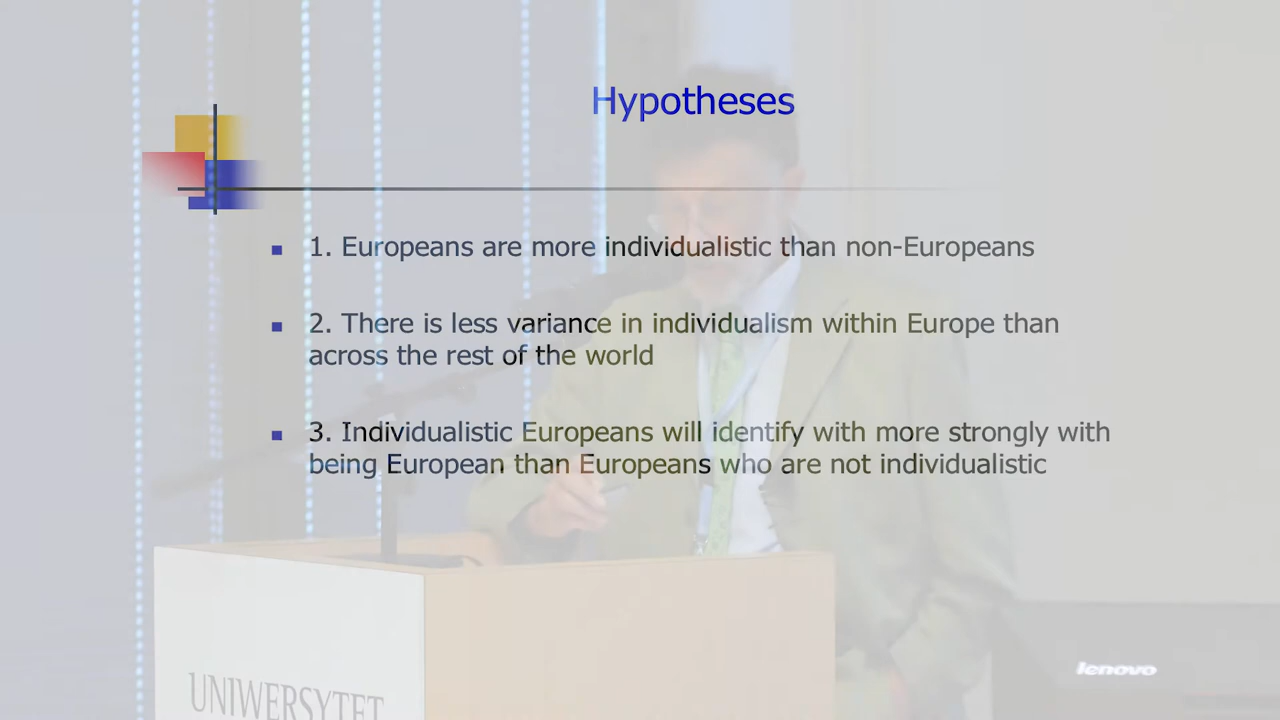 Hypotheses
1. Europeans are more individualistic than non-Europeans
2. There is less variance in individualism within Europe than
across the rest of the world
3. Individualistic Europeans will identify with more strongly with
being European than Europeans who are not individualistic
lenovo
UNIWERSYTET